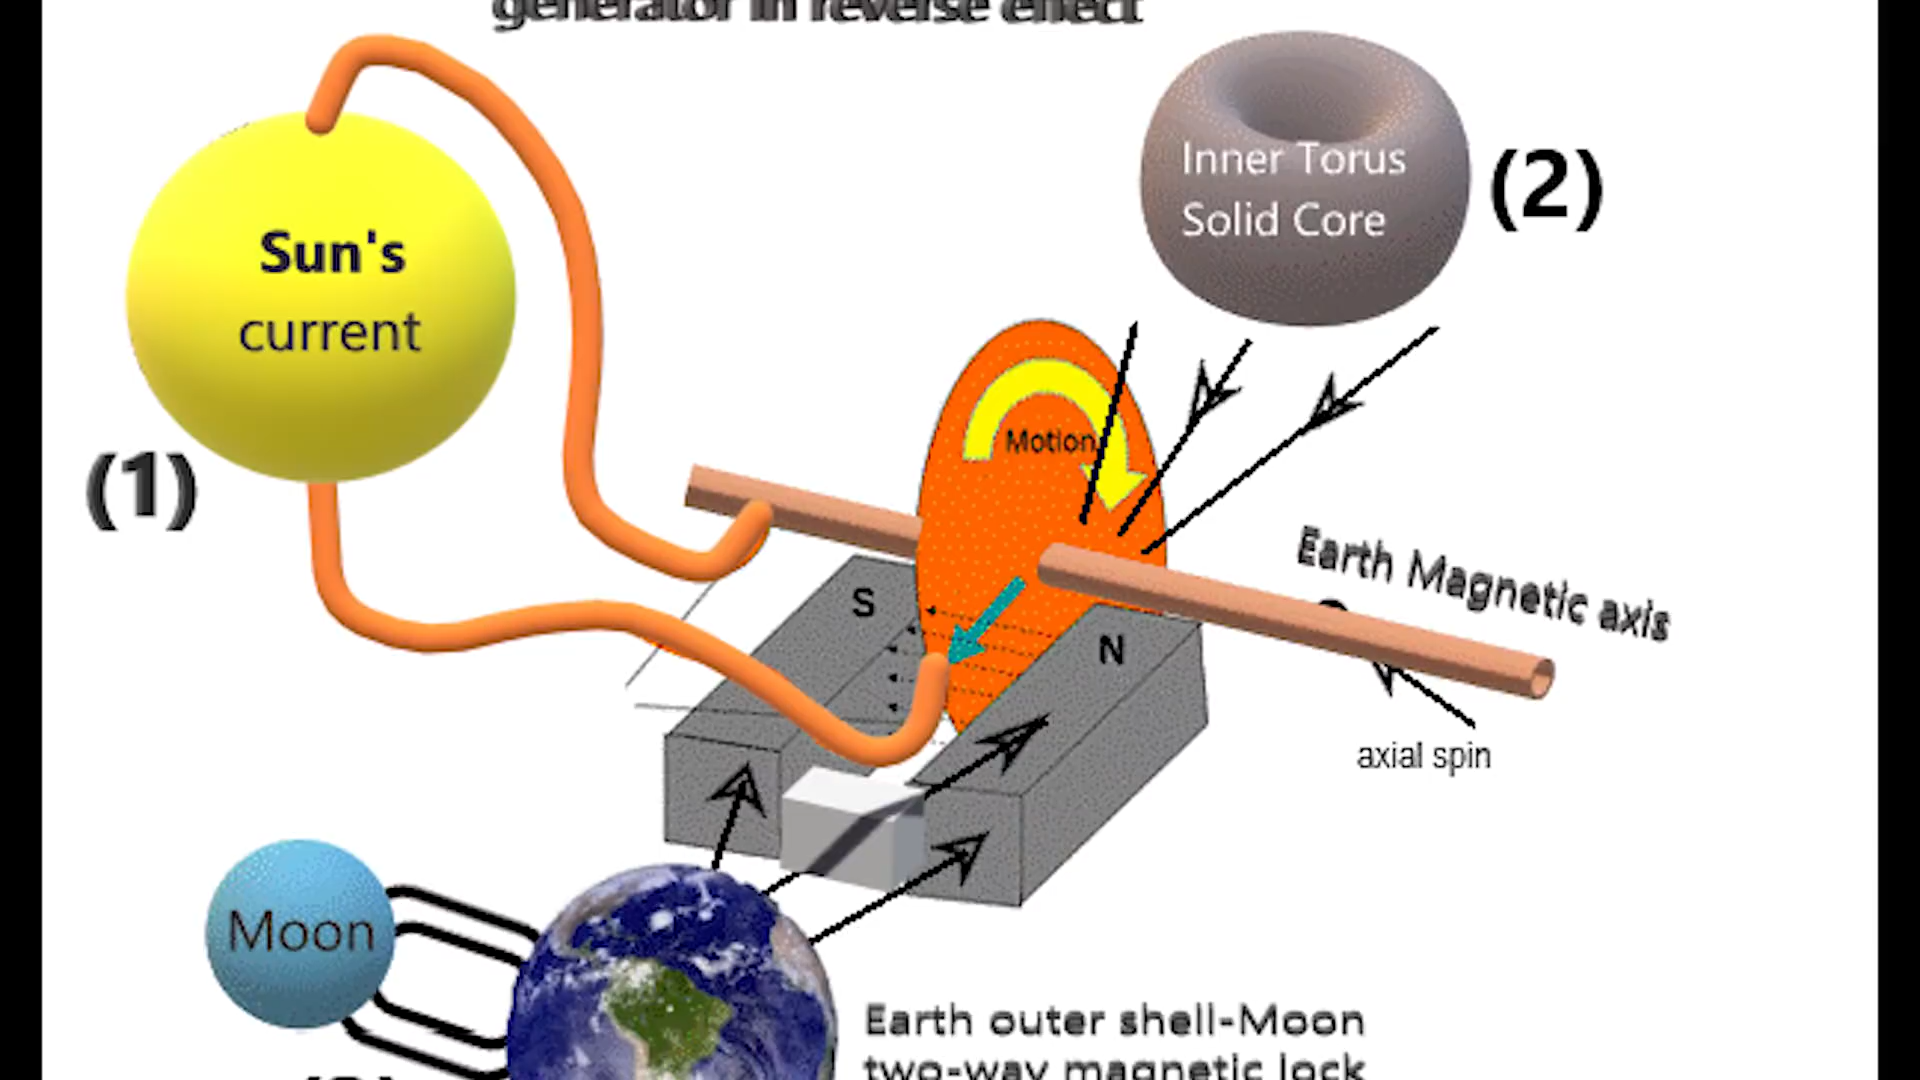 generator in reverse effect
Inner Torus
Solid Core
(2)
Sun's
current
(1)
Motion
Earth Magnetic axis
S
N
axial spin
Moon
Earth outer shell-Moon
two-way magnetic lock